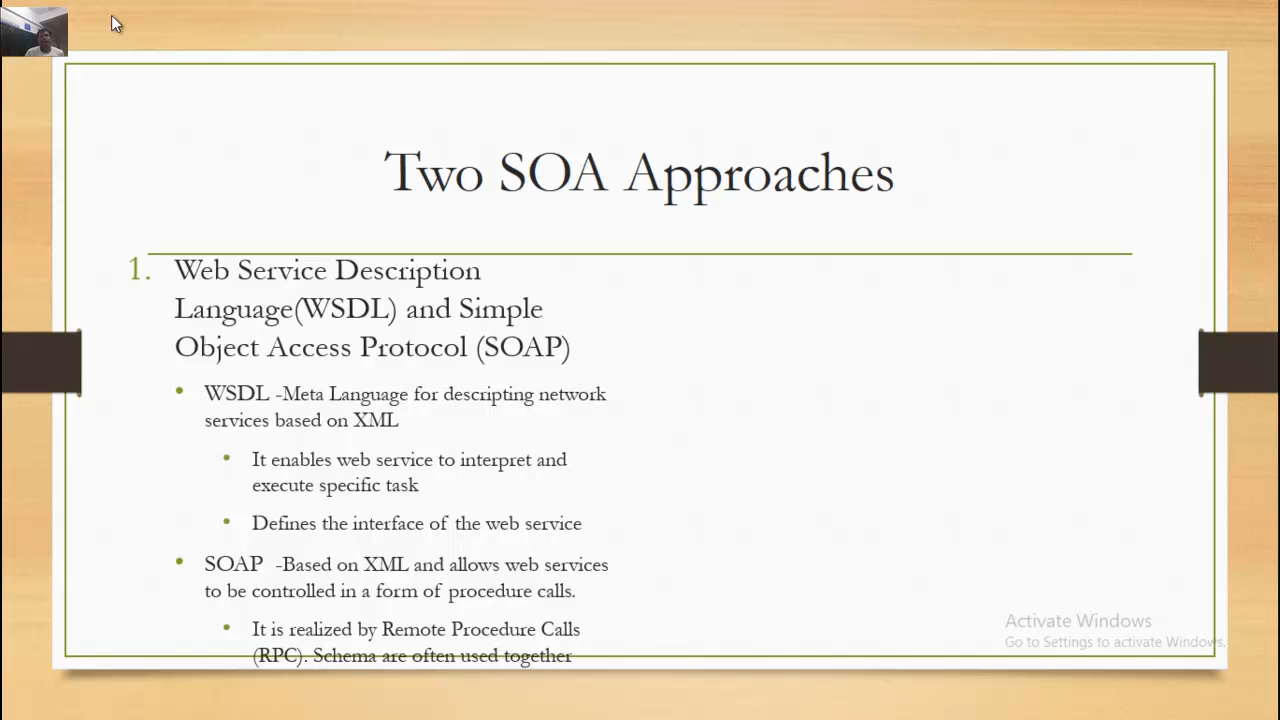 Two SOA Approaches
1. Web Service Description
Language(WSDL) and Simple
Object Access Protocol (SOAP)
• WSDL -Meta Language for descripting network
services based on XML
• It enables web service to interpret and
execute specific task
• Defines the interface of the web service
• SOAP -Based on XML and allows web services
to be controlled in a form of procedure calls.
• It is realized by Remote Procedure Calls
(RPC). Schema are often used together
Activate Windows
Go to Settings to activate Windows.